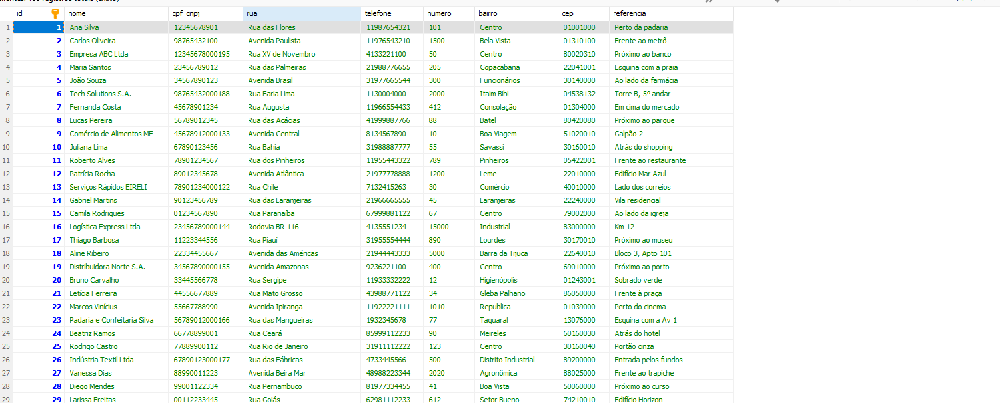 id nome cpf_cnpj rua telefone numero bairro cep referencia
1 1 Ana Silva 12345678901 Rua das Flores 11987654321 101 Centro 01001000 Perto da padaria
2 2 Carlos Oliveira 98765432100 Avenida Paulista 11976543210 1500 Bela Vista 01310100 Frente ao metrô
3 3 Empresa ABC Ltda 12345678000195 Rua XV de Novembro 4133221100 50 Centro 80020310 Próximo ao banco
4 4 Maria Santos 23456789012 Rua das Palmeiras 21988776655 205 Copacabana 22041001 Esquina com a praia
5 5 João Souza 34567890123 Avenida Brasil 31977665544 300 Funcionários 30140000 Ao lado da farmácia
6 6 Tech Solutions S.A. 98765432000188 Rua Faria Lima 1130004000 2000 Itaim Bibi 04538132 Torre B, 5º andar
7 7 Fernanda Costa 45678901234 Rua Augusta 11966554433 412 Consolação 01304000 Em cima do mercado
8 8 Lucas Pereira 56789012345 Rua das Acácias 41999887766 88 Batel 80420080 Próximo ao parque
9 9 Comércio de Alimentos ME 45678912000133 Avenida Central 8134567890 10 Boa Viagem 51020010 Galpão 2
10 10 Juliana Lima 67890123456 Rua Bahia 31988887777 55 Savassi 30160010 Atrás do shopping
11 11 Roberto Alves 78901234567 Rua dos Pinheiros 11955443322 789 Pinheiros 05422001 Frente ao restaurante
12 12 Patrícia Rocha 89012345678 Avenida Atlântica 21977778888 1200 Leme 22010000 Edifício Mar Azul
13 13 Serviços Rápidos EIRELI 78901234000122 Rua Chile 7132415263 30 Comércio 40010000 Lado dos correios
14 14 Gabriel Martins 90123456789 Rua das Laranjeiras 21966665555 45 Laranjeiras 22240000 Vila residencial
15 15 Camila Rodrigues 01234567890 Rua Paranaíba 67999881122 67 Centro 79002000 Ao lado da igreja
16 16 Logística Express Ltda 23456789000144 Rodovia BR 116 4135551234 15000 Industrial 83000000 Km 12
17 17 Thiago Barbosa 11223344556 Rua Piauí 31955554444 890 Lourdes 30170010 Próximo ao museu
18 18 Aline Ribeiro 22334455667 Avenida das Américas 21944443333 5000 Barra da Tijuca 22640010 Bloco 3, Apto 101
19 19 Distribuidora Norte S.A. 34567890000155 Avenida Amazonas 9236221100 400 Centro 69010000 Próximo ao porto
20 20 Bruno Carvalho 33445566778 Rua Sergipe 11933332222 12 Higienópolis 01243001 Sobrado verde
21 21 Letícia Ferreira 44556677889 Rua Mato Grosso 43988771122 34 Gleba Palhano 86050000 Frente à praça
22 22 Marcos Vinícius 55667788990 Avenida Ipiranga 11922221111 1010 Republica 01039000 Perto do cinema
23 23 Padaria e Confeitaria Silva 56789012000166 Rua das Mangueiras 1932345678 77 Taquaral 13076000 Esquina com a Av 1
24 24 Beatriz Ramos 66778899001 Rua Ceará 85999112233 90 Meireles 60160030 Atrás do hotel
25 25 Rodrigo Castro 77889900112 Rua Rio de Janeiro 31911112222 123 Centro 30160040 Portão cinza
26 26 Indústria Textil Ltda 67890123000177 Rua das Fábricas 4733445566 500 Distrito Industrial 89200000 Entrada pelos fundos
27 27 Vanessa Dias 88990011223 Avenida Beira Mar 48988223344 2020 Agronômica 88025000 Frente ao trapiche
28 28 Diego Mendes 99001122334 Rua Pernambuco 81977334455 41 Boa Vista 50060000 Próximo ao curso
29 29 Larissa Freitas 00112233445 Rua Goiás 62981112233 612 Setor Bueno 74210010 Edifício Horizon